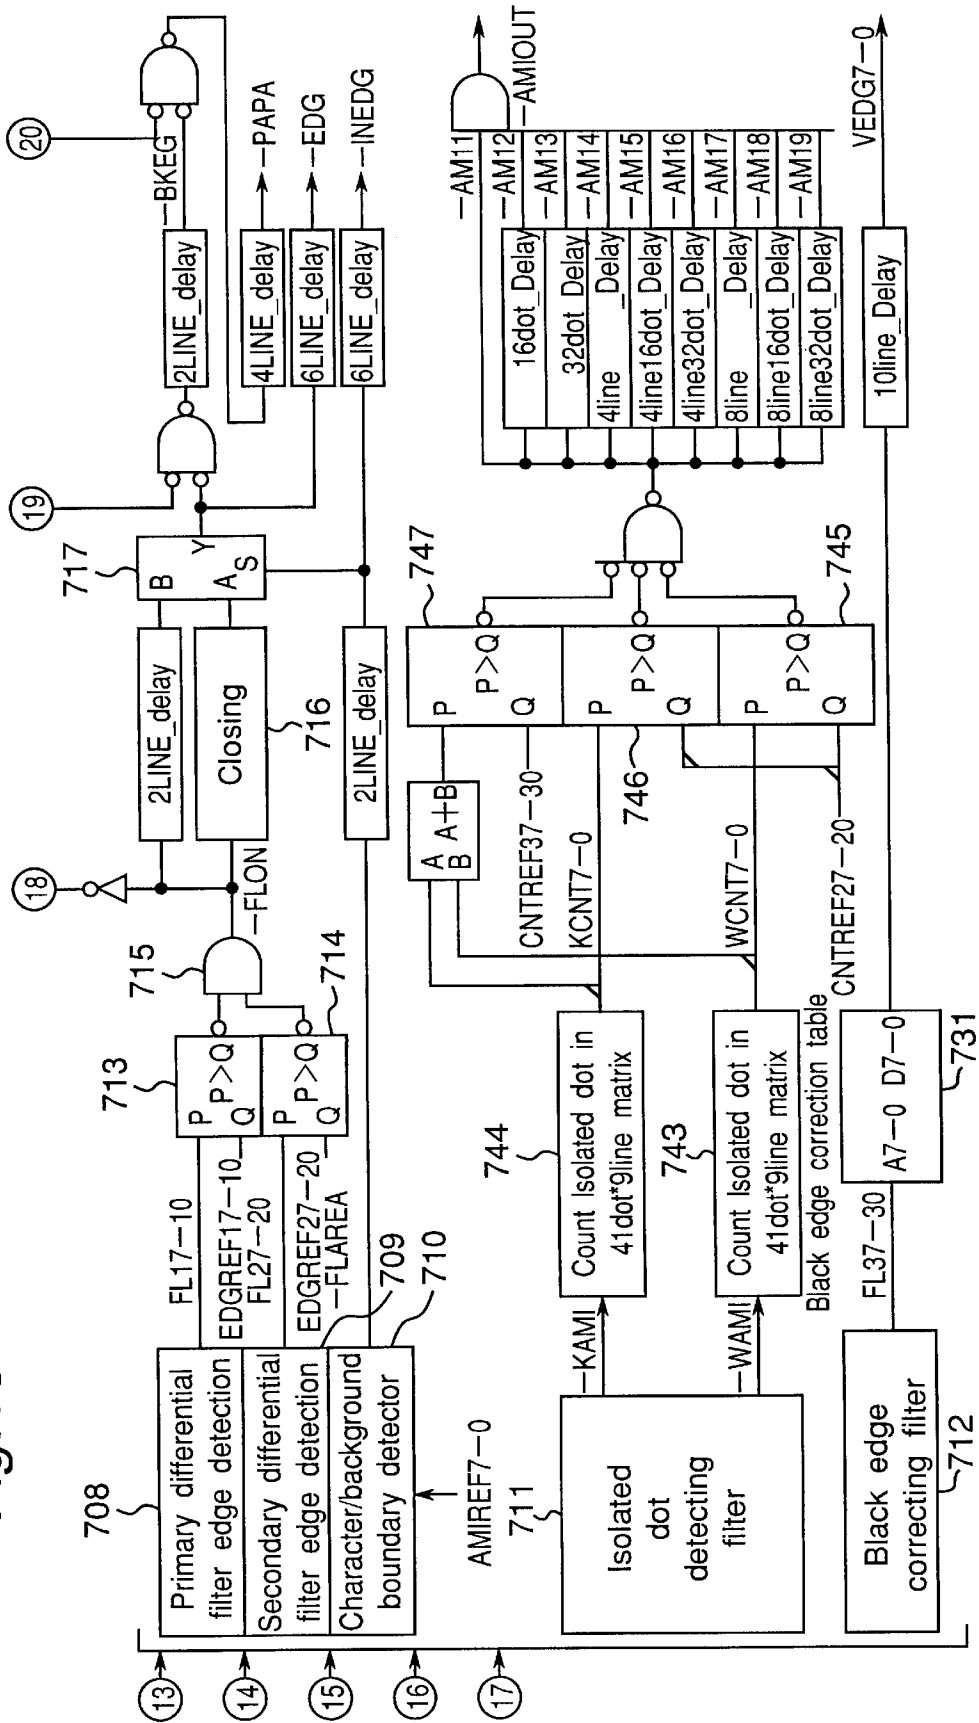 13
14
15
16
17
708
Primary differential
filter edge detection
Secondary differential
filter edge detection
Character/background
boundary detector
709
710
AMIREF7−0
711
Isolated
dot
detecting
filter
Black edge
correcting filter
712
FL17−10
EDGREF17−10
FL27−20
EDGREF27−20
−FLAREA
−KAMI
−WAMI
FL37−30
713
P
P>Q
Q
P
P>Q
Q
714
715
−FLON
18
744
Count Isolated dot in
41dot*9line matrix
743
Count Isolated dot in
41dot*9line matrix
Black edge correction table
A7−0 D7−0
731
2LINE_delay
Closing
716
2LINE_delay
717
B
A
S
Y
19
20
2LINE_delay
−BKEG
4LINE_delay
−PAPA
6LINE_delay
−EDG
6LINE_delay
−INEDG
A
B
A+B
CNTREF37−30
KCNT7−0
WCNT7−0
CNTREF27−20
747
P
P>Q
Q
P
P>Q
Q
746
P
P>Q
Q
745
16dot_Delay
32dot_Delay
4line _Delay
4line16dot_Delay
4line32dot_Delay
8line _Delay
8line16dot_Delay
8line32dot_Delay
−AM11
−AM12
−AM13
−AM14
−AM15
−AM16
−AM17
−AM18
−AM19
−AMIOUT
10line_Delay
VEDG7−0